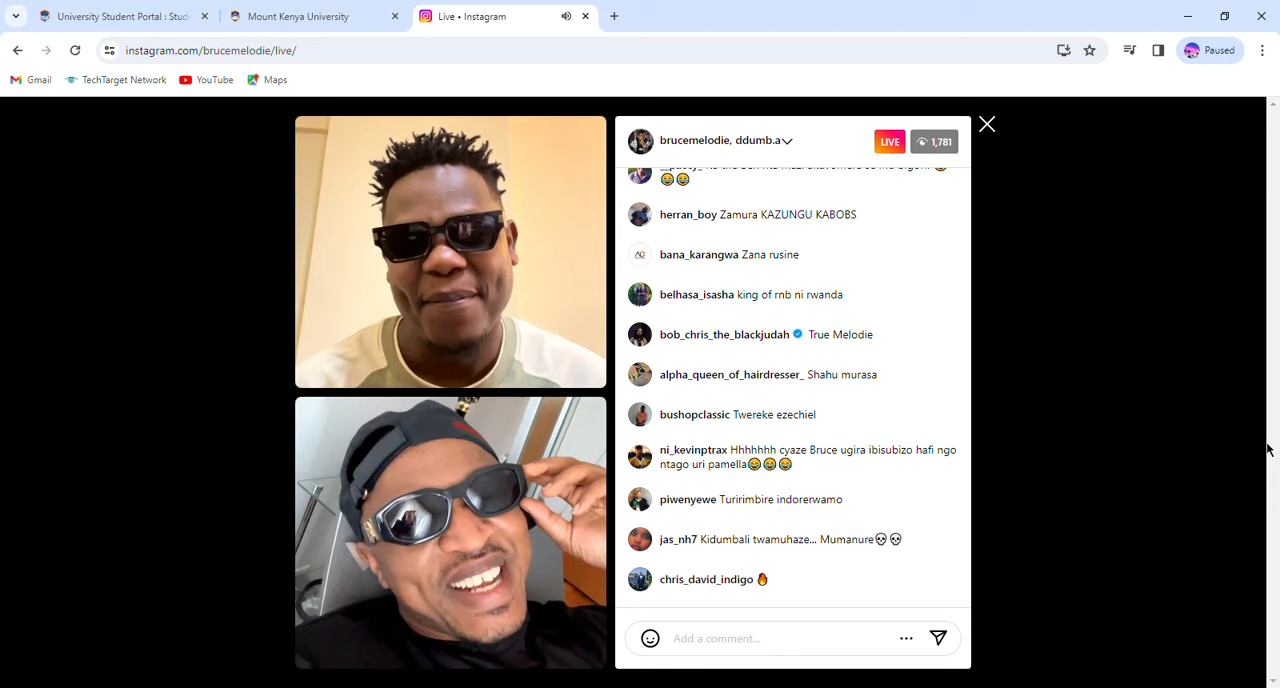 University Student Portal : Stude
Mount Kenya University
Live • Instagram
instagram.com/brucemelodie/live/
Paused
Gmail
TechTarget Network
YouTube
Maps
brucemelodie, ddumb.a
LIVE
1,781
herran_boy Zamura KAZUNGU KABOBS
bana_karangwa Zana rusine
belhasa_isasha king of rnb ni rwanda
bob_chris_the_blackjudah True Melodie
alpha_queen_of_hairdresser_ Shahu murasa
bushopclassic Twereke ezechiel
ni_kevinptrax Hhhhhhh cyaze Bruce ugira ibisubizo hafi ngo
ntago uri pamella😂😂😂
piwenyewe Turirimbire indorerwamo
jas_nh7 Kidumbali twamuhaze... Mumanure💀💀
chris_david_indigo 🔥
Add a comment...